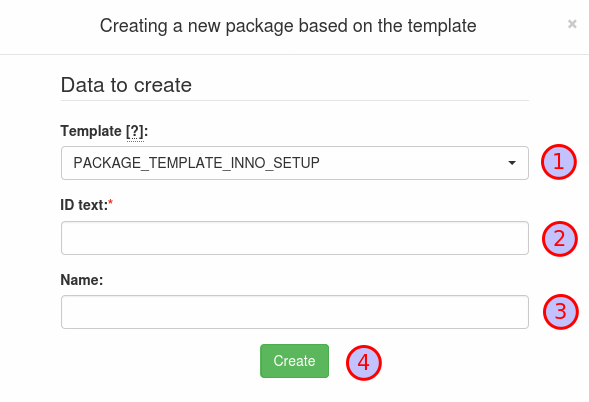 Creating a new package based on the template ×
Data to create
Template [?]:
PACKAGE_TEMPLATE_INNO_SETUP
1
ID text:*
2
Name:
3
Create
4